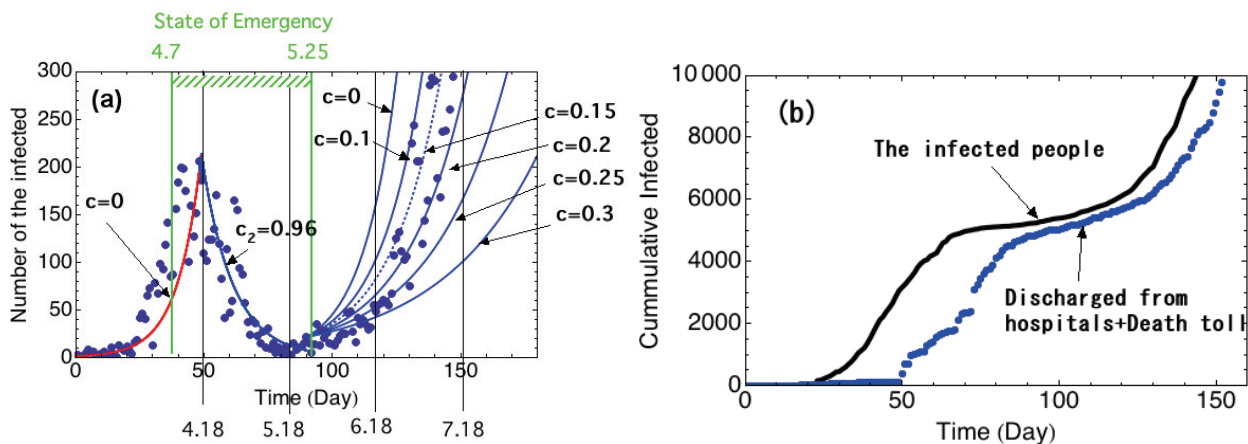 State of Emergency
4.7 5.25
(a)
Number of the infected
300
250
200
150
100
50
0
c=0
c₂=0.96
c=0
c=0.1
c=0.15
c=0.2
c=0.25
c=0.3
0 50 100 150
Time (Day)
4.18 5.18 6.18 7.18
(b)
Cummulative Infected
10 000
8000
6000
4000
2000
0
The infected people
Discharged from
hospitals+Death toll
0 50 100 150
Time (Day)